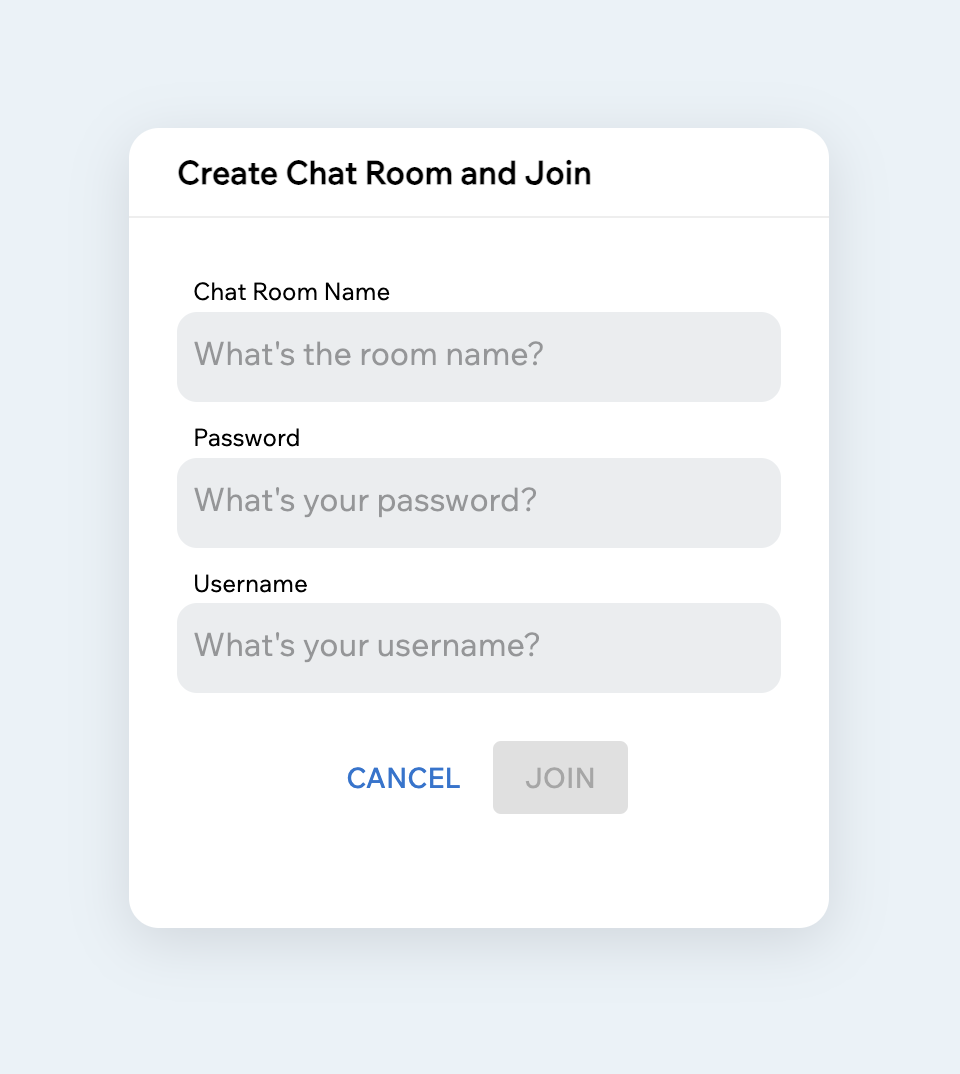 Create Chat Room and Join
Chat Room Name
What's the room name?
Password
What's your password?
Username
What's your username?
CANCEL JOIN